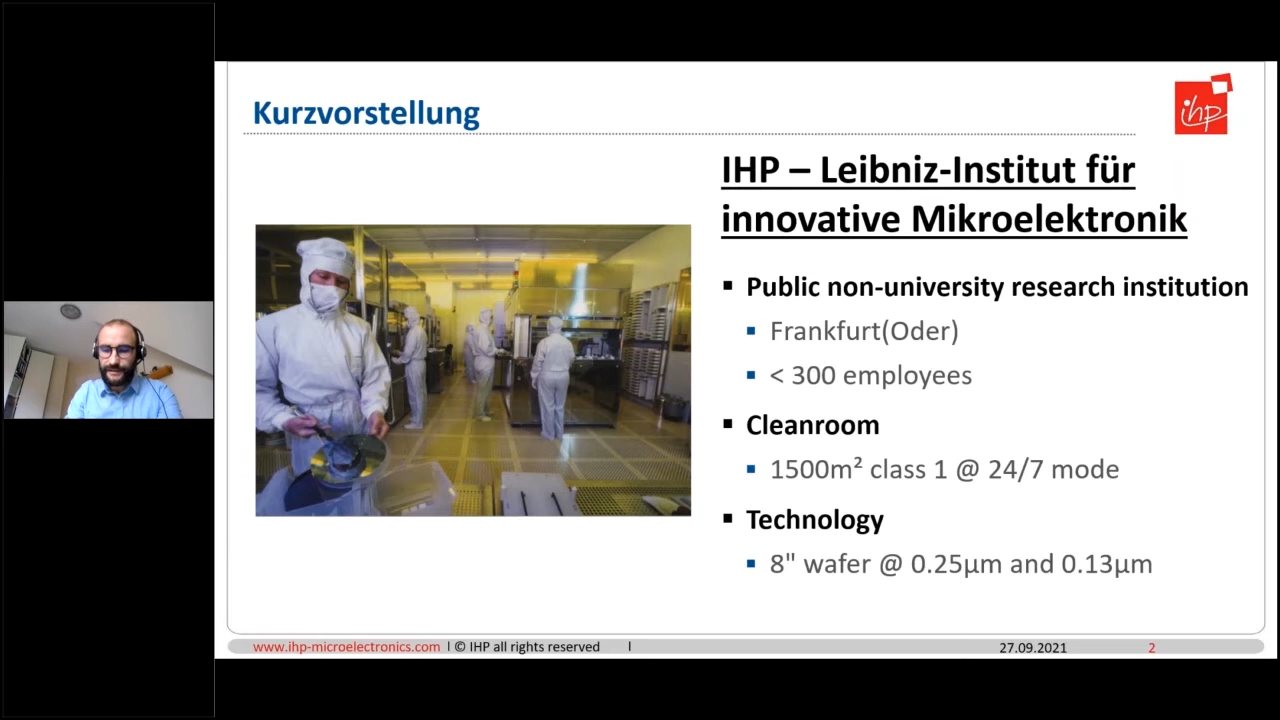 Kurzvorstellung
ihp
IHP – Leibniz-Institut für
innovative Mikroelektronik
▪ Public non-university research institution
▪ Frankfurt(Oder)
▪ < 300 employees
▪ Cleanroom
▪ 1500m² class 1 @ 24/7 mode
▪ Technology
▪ 8" wafer @ 0.25µm and 0.13µm
www.ihp-microelectronics.com I © IHP all rights reserved I 27.09.2021 2